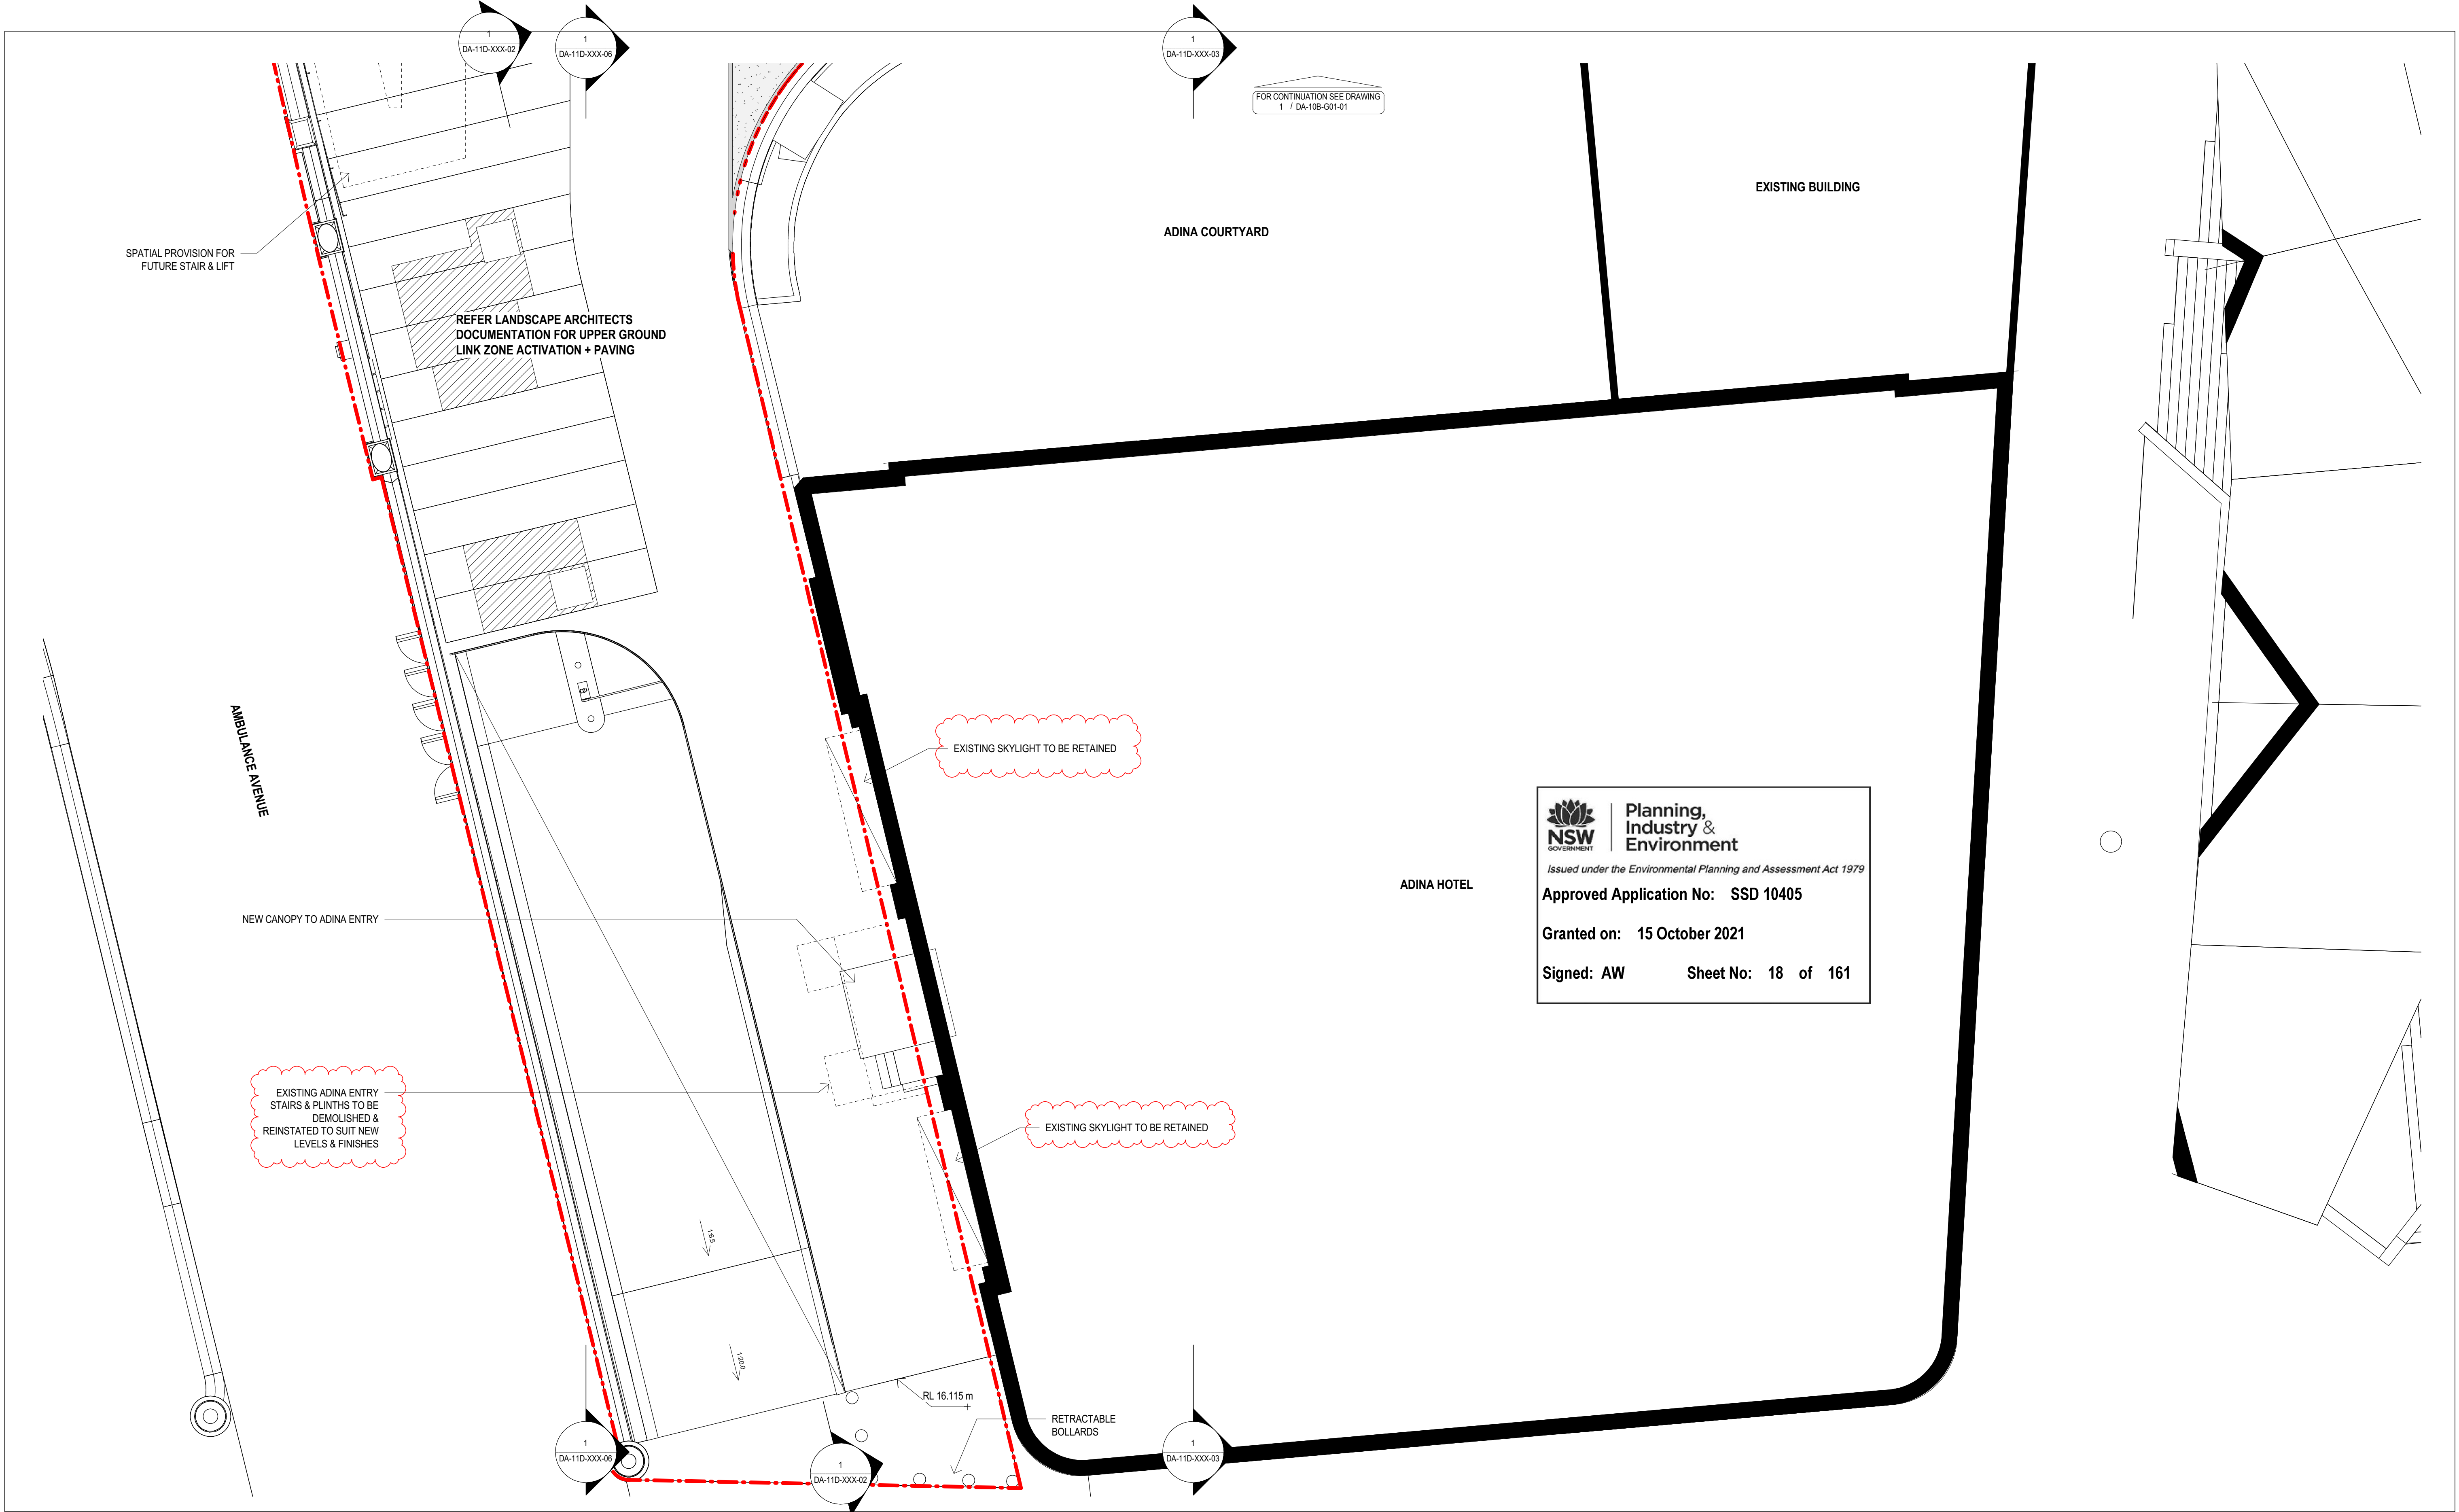 1
DA-11D-XXX-02
1
DA-11D-XXX-06
1
DA-11D-XXX-03
FOR CONTINUATION SEE DRAWING
1 / DA-10B-G01-01
EXISTING BUILDING
ADINA COURTYARD
SPATIAL PROVISION FOR
FUTURE STAIR & LIFT
REFER LANDSCAPE ARCHITECTS
DOCUMENTATION FOR UPPER GROUND
LINK ZONE ACTIVATION + PAVING
AMBULANCE AVENUE
EXISTING SKYLIGHT TO BE RETAINED
NSW
GOVERNMENT
Planning,
Industry &
Environment
Issued under the Environmental Planning and Assessment Act 1979
Approved Application No: SSD 10405
Granted on: 15 October 2021
Signed: AW Sheet No: 18 of 161
ADINA HOTEL
NEW CANOPY TO ADINA ENTRY
EXISTING ADINA ENTRY
STAIRS & PLINTHS TO BE
DEMOLISHED &
REINSTATED TO SUIT NEW
LEVELS & FINISHES
EXISTING SKYLIGHT TO BE RETAINED
1:6.5
1:20.0
RL 16.115 m
RETRACTABLE
BOLLARDS
1
DA-11D-XXX-06
1
DA-11D-XXX-02
1
DA-11D-XXX-03